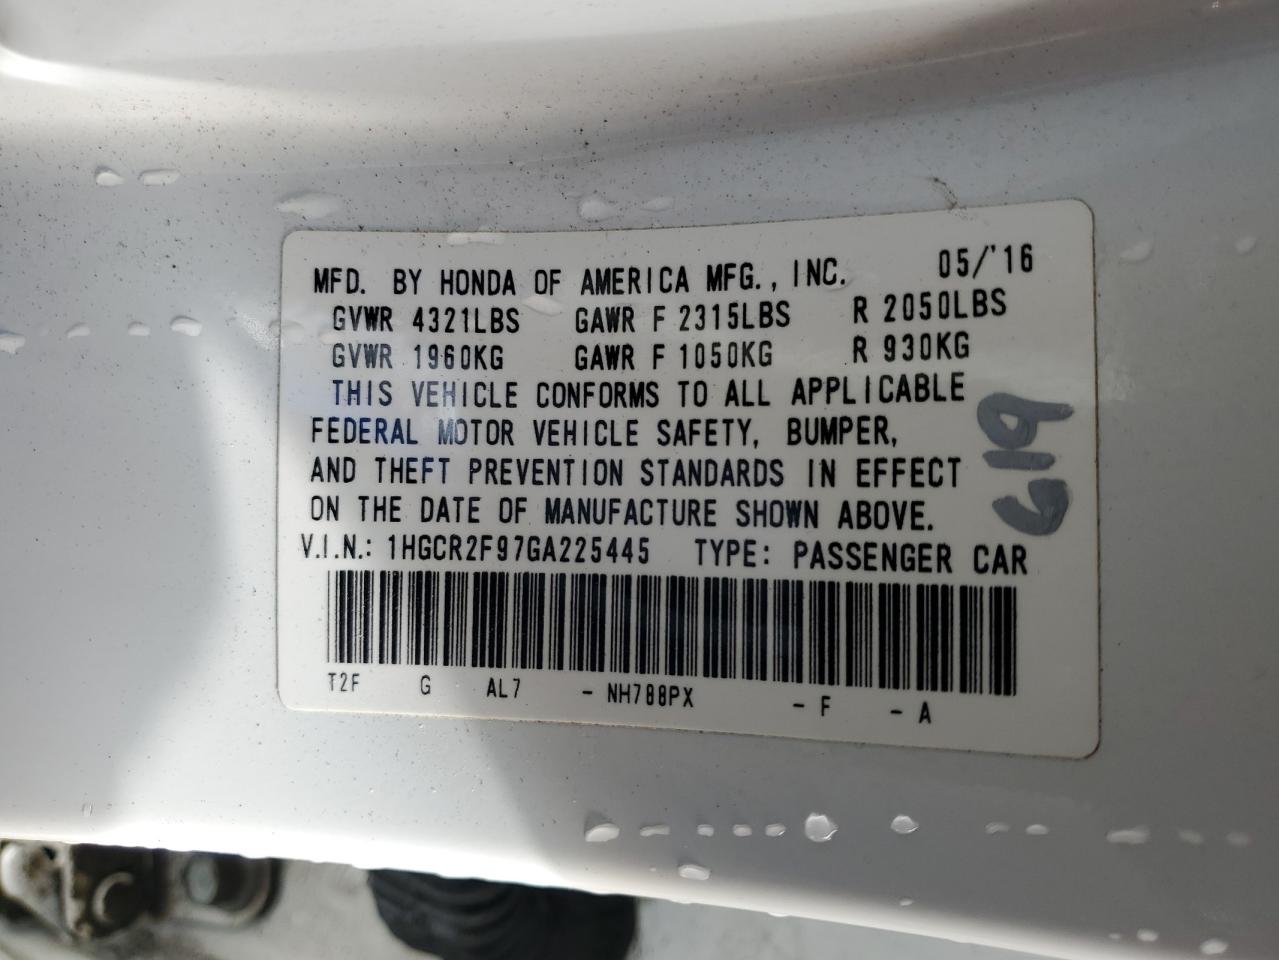 MFD. BY HONDA OF AMERICA MFG., INC. 05/'16
GVWR 4321LBS GAWR F 2315LBS R 2050LBS
GVWR 1960KG GAWR F 1050KG R 930KG
THIS VEHICLE CONFORMS TO ALL APPLICABLE
FEDERAL MOTOR VEHICLE SAFETY, BUMPER,
AND THEFT PREVENTION STANDARDS IN EFFECT
ON THE DATE OF MANUFACTURE SHOWN ABOVE.
V.I.N.: 1HGCR2F97GA225445 TYPE: PASSENGER CAR
T2F G AL7 - NH788PX - F - A
G19